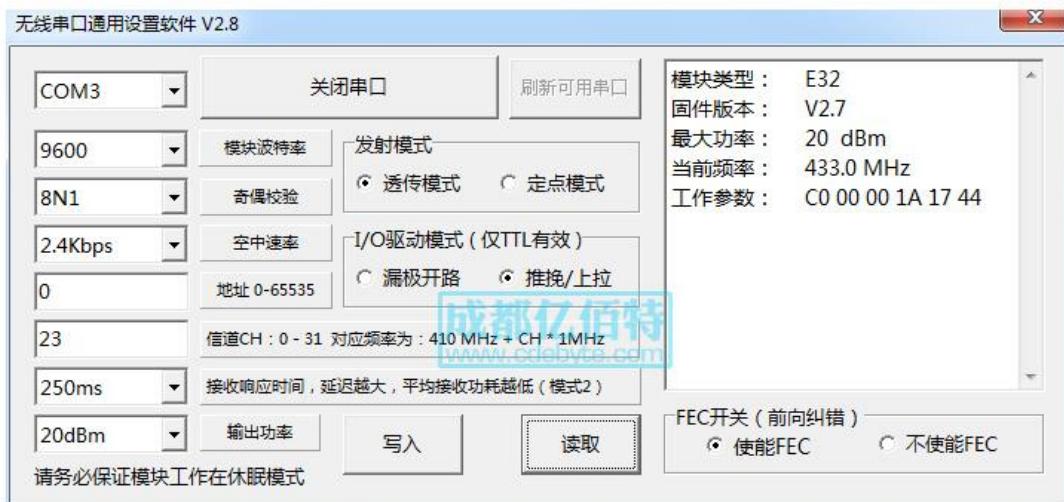 无线串口通用设置软件 V2.8
COM3
关闭串口
刷新可用串口
9600
模块波特率
8N1
奇偶校验
2.4Kbps
空中速率
0
地址 0-65535
23
信道CH：0 - 31 对应频率为：410 MHz + CH * 1MHz
250ms
接收响应时间，延迟越大，平均接收功耗越低（模式2）
20dBm
输出功率
写入
读取
请务必保证模块工作在休眠模式
发射模式
透传模式
定点模式
I/O驱动模式（仅TTL有效）
漏极开路
推挽/上拉
模块类型： E32
固件版本： V2.7
最大功率： 20 dBm
当前频率： 433.0 MHz
工作参数： C0 00 00 1A 17 44
FEC开关（前向纠错）
使能FEC
不使能FEC
成都亿佰特
www.cdebyte.com